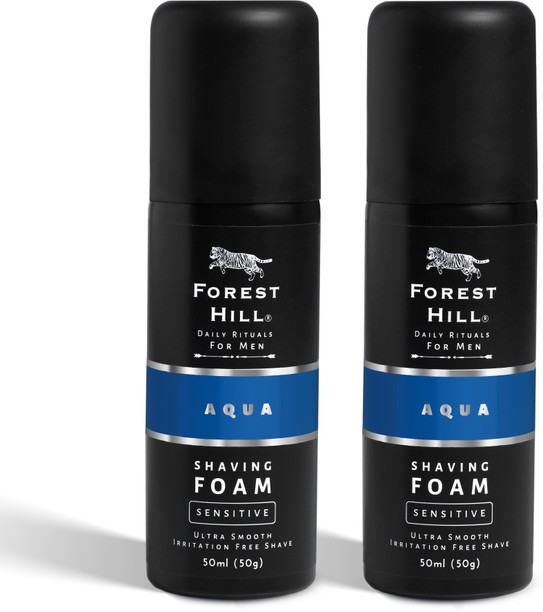 FOREST
HILL®
DAILY RITUALS
FOR MEN
AQUA
SHAVING
FOAM
SENSITIVE
ULTRA SMOOTH
IRRITATION FREE SHAVE
50ml (50g)
FOREST
HILL®
DAILY RITUALS
FOR MEN
AQUA
SHAVING
FOAM
SENSITIVE
ULTRA SMOOTH
IRRITATION FREE SHAVE
50ml (50g)